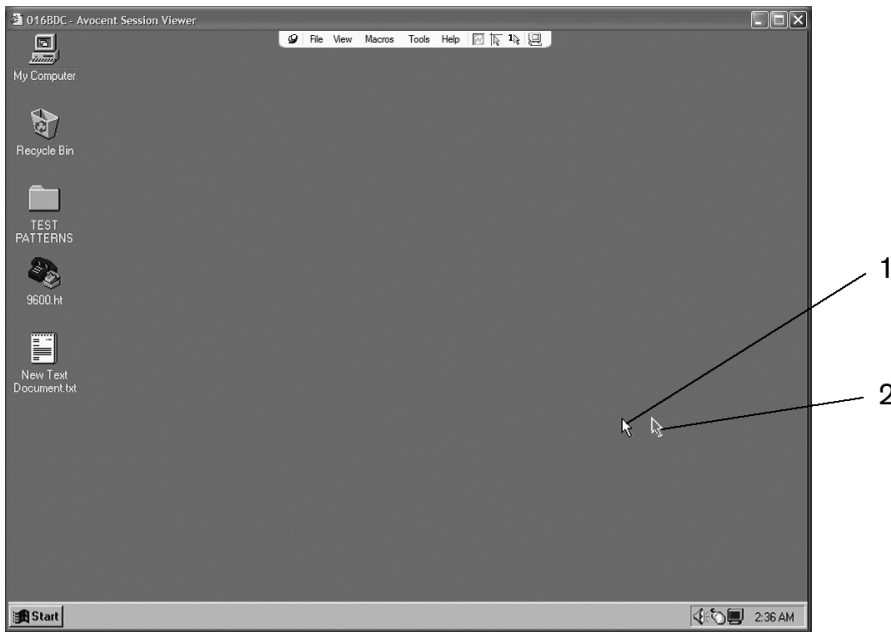 016BDC - Avocent Session Viewer
File View Macros Tools Help
My Computer
Recycle Bin
TEST
PATTERNS
9600.ht
New Text
Document.txt
1
2
Start
2:36 AM